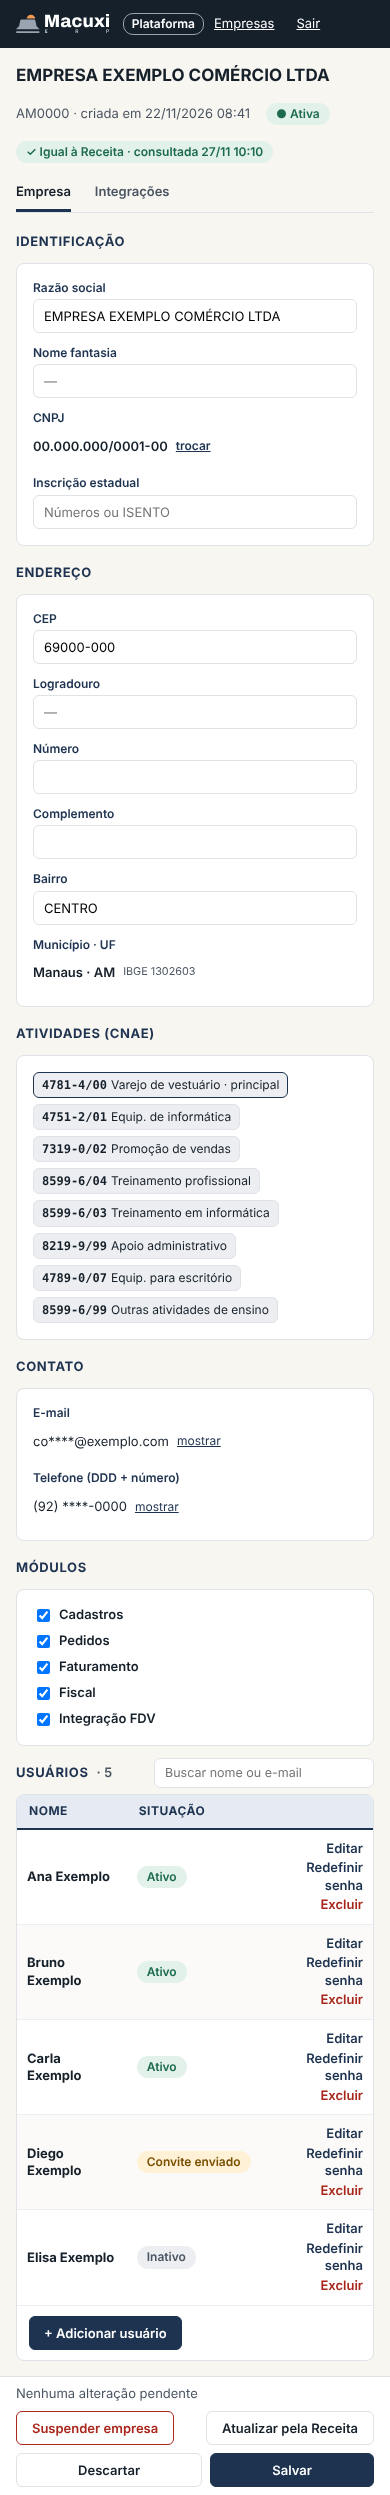 Macuxi
E R P
Plataforma
Empresas
Sair
EMPRESA EXEMPLO COMÉRCIO LTDA
AM0000 · criada em 22/11/2026 08:41
● Ativa
✓ Igual à Receita · consultada 27/11 10:10
Empresa
Integrações
IDENTIFICAÇÃO
Razão social
EMPRESA EXEMPLO COMÉRCIO LTDA
Nome fantasia
—
CNPJ
00.000.000/0001-00 trocar
Inscrição estadual
Números ou ISENTO
ENDEREÇO
CEP
69000-000
Logradouro
—
Número
Complemento
Bairro
CENTRO
Município · UF
Manaus · AM IBGE 1302603
ATIVIDADES (CNAE)
4781-4/00 Varejo de vestuário · principal
4751-2/01 Equip. de informática
7319-0/02 Promoção de vendas
8599-6/04 Treinamento profissional
8599-6/03 Treinamento em informática
8219-9/99 Apoio administrativo
4789-0/07 Equip. para escritório
8599-6/99 Outras atividades de ensino
CONTATO
E-mail
co****@exemplo.com mostrar
Telefone (DDD + número)
(92) ****-0000 mostrar
MÓDULOS
Cadastros
Pedidos
Faturamento
Fiscal
Integração FDV
USUÁRIOS · 5
Buscar nome ou e-mail
NOME SITUAÇÃO
Ana Exemplo
Ativo
Editar
Redefinir
senha
Excluir
Bruno
Exemplo
Ativo
Editar
Redefinir
senha
Excluir
Carla
Exemplo
Ativo
Editar
Redefinir
senha
Excluir
Diego
Exemplo
Convite enviado
Editar
Redefinir
senha
Excluir
Elisa Exemplo
Inativo
Editar
Redefinir
senha
Excluir
+ Adicionar usuário
Nenhuma alteração pendente
Suspender empresa
Atualizar pela Receita
Descartar
Salvar